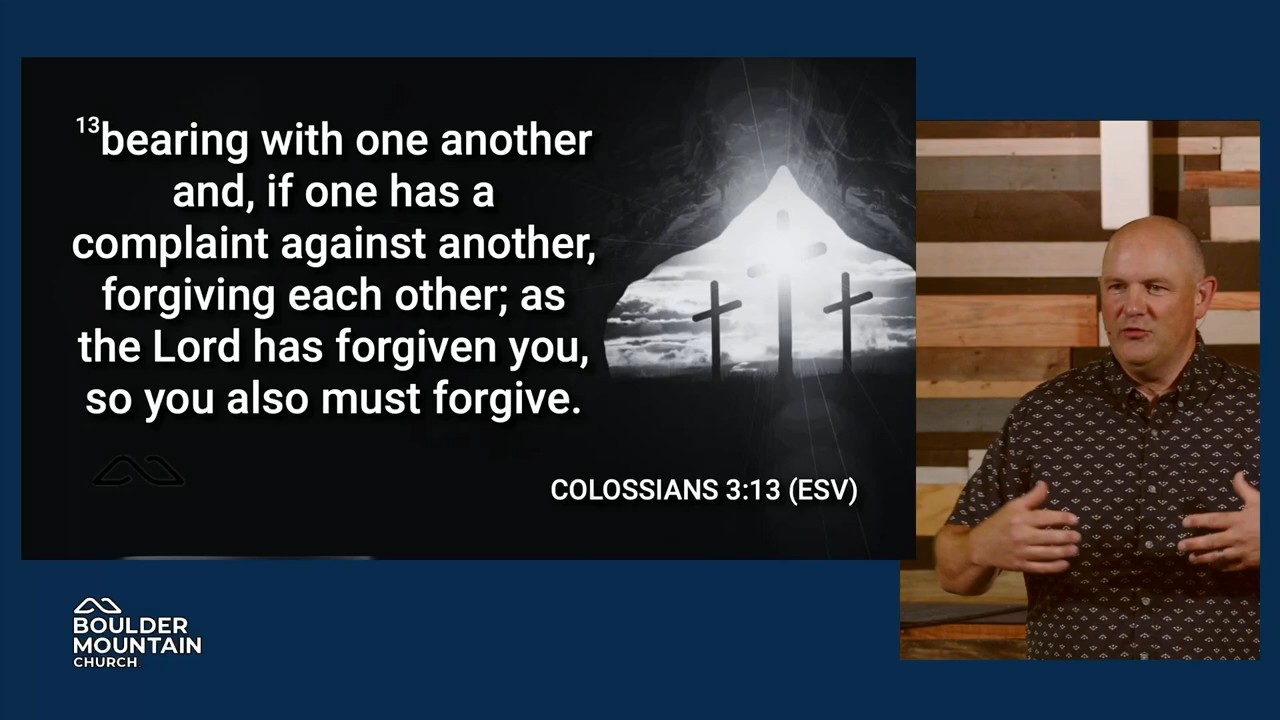 13bearing with one another
and, if one has a
complaint against another,
forgiving each other; as
the Lord has forgiven you,
so you also must forgive.
COLOSSIANS 3:13 (ESV)
BOULDER
MOUNTAIN
CHURCH